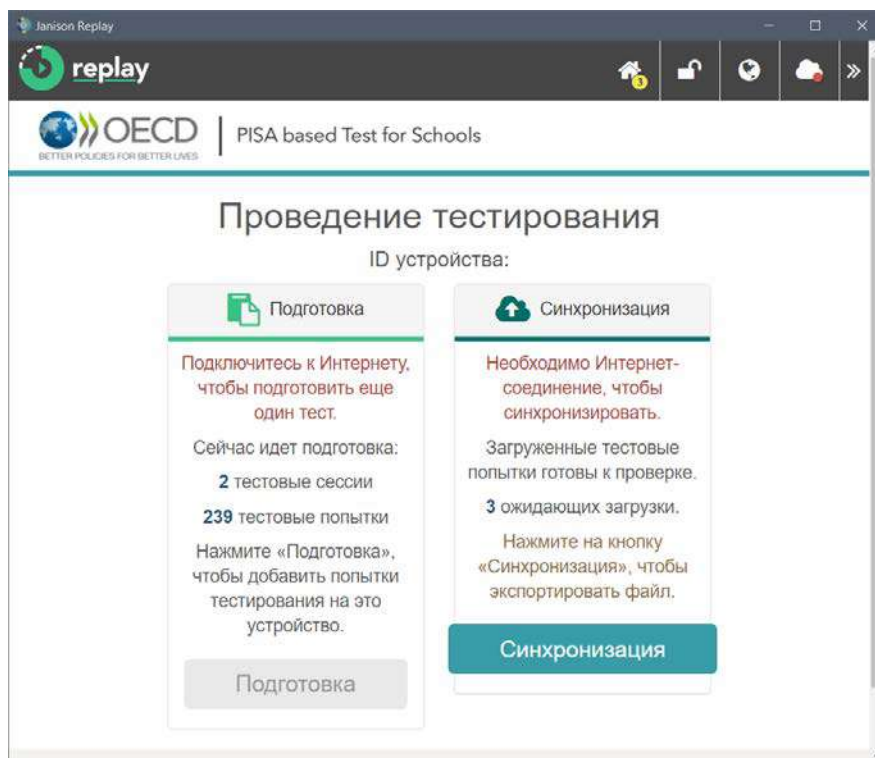 Janison Replay
replay
3
OECD
BETTER POLICIES FOR BETTER LIVES
PISA based Test for Schools
Проведение тестирования
ID устройства:
Подготовка
Подключитесь к Интернету,
чтобы подготовить еще
один тест.
Сейчас идет подготовка:
2 тестовые сессии
239 тестовые попытки
Нажмите «Подготовка»,
чтобы добавить попытки
тестирования на это
устройство.
Подготовка
Синхронизация
Необходимо Интернет-
соединение, чтобы
синхронизировать.
Загруженные тестовые
попытки готовы к проверке.
3 ожидающих загрузки.
Нажмите на кнопку
«Синхронизация», чтобы
экспортировать файл.
Синхронизация